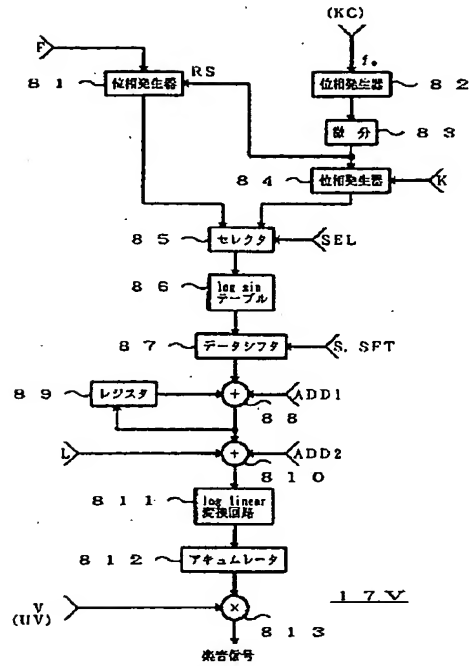 (KC)
F
f。
RS
81
位相発生器
位相発生器
82
微分
83
84
位相発生器
K
85
セレクタ
SEL
86
log sin
テーブル
87
データシフタ
S.SFT
89
レジスタ
+
ADD1
88
L
+
ADD2
810
811
log linear
変換回路
812
アキュムレータ
17V
V
(UV)
×
813
楽音信号